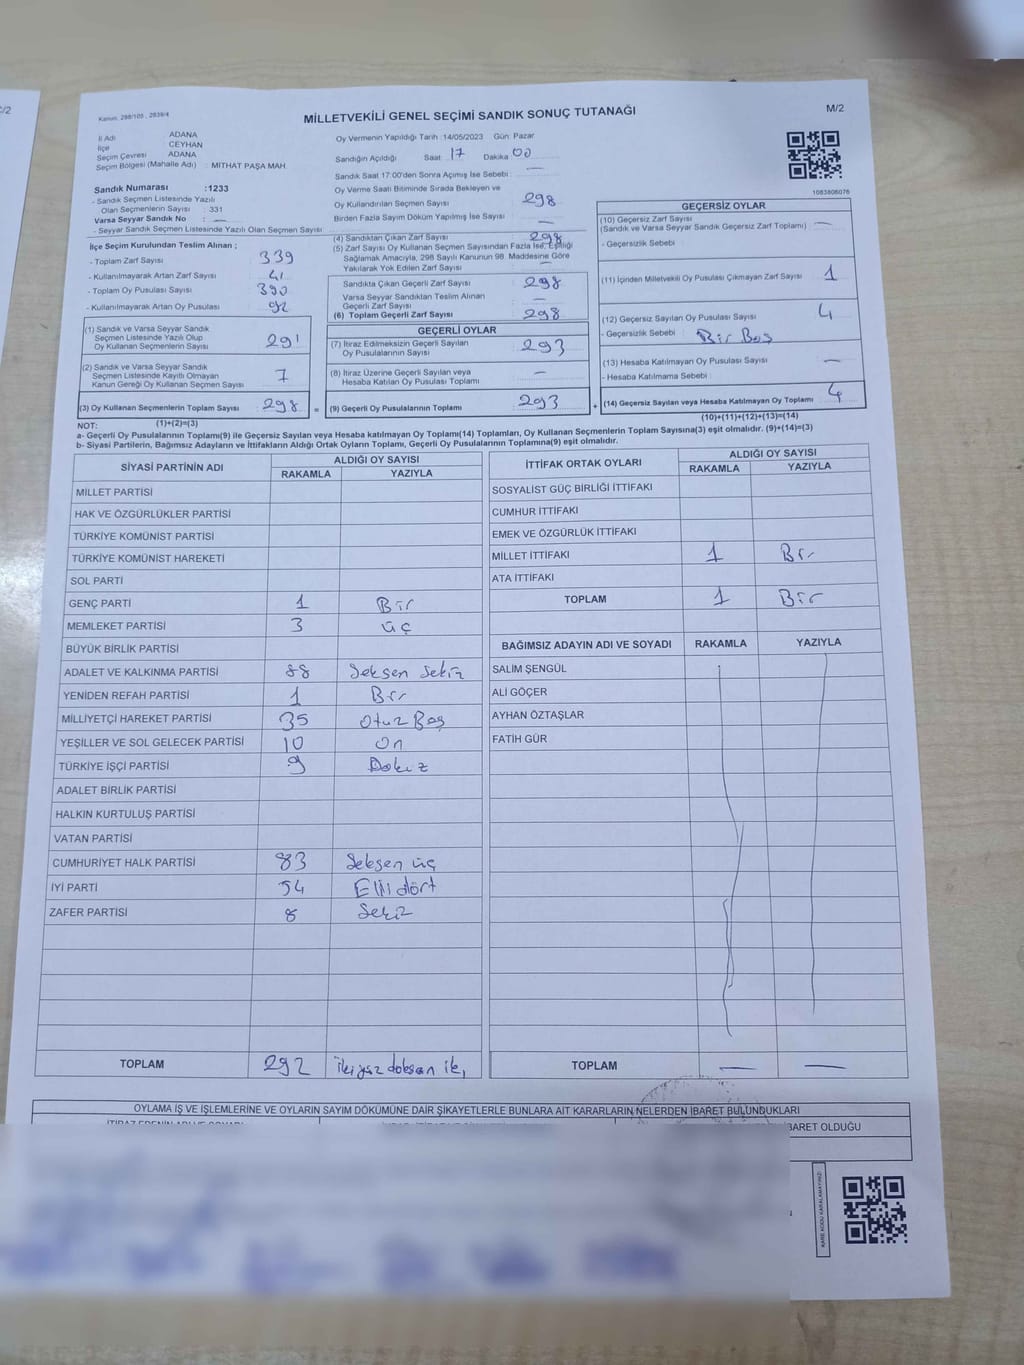 C/2
Kanun: 298/105 , 2839/4
MİLLETVEKİLİ GENEL SEÇİMİ SANDIK SONUÇ TUTANAĞI
M/2
İl Adı ADANA
İlçe CEYHAN
Seçim Çevresi ADANA
Seçim Bölgesi (Mahalle Adı) : MİTHAT PAŞA MAH.
Sandık Numarası :1233
- Sandık Seçmen Listesinde Yazılı
Olan Seçmenlerin Sayısı : 331
Varsa Seyyar Sandık No : —
- Seyyar Sandık Seçmen Listesinde Yazılı Olan Seçmen Sayısı
Oy Vermenin Yapıldığı Tarih :14/05/2023 Gün: Pazar
Sandığın Açıldığı Saat : 17 Dakika 00
Sandık Saat 17:00'den Sonra Açımış İse Sebebi : —
Oy Verme Saati Bitiminde Sırada Bekleyen ve
Oy Kullandırılan Seçmen Sayısı : 298
Birden Fazla Sayım Döküm Yapılmış İse Sayısı : —
1083806076
İlçe Seçim Kurulundan Teslim Alınan ;
- Toplam Zarf Sayısı : 339
- Kullanılmayarak Artan Zarf Sayısı : 41
- Toplam Oy Pusulası Sayısı : 390
- Kullanılmayarak Artan Oy Pusulası : 92
(1) Sandık ve Varsa Seyyar Sandık
Seçmen Listesinde Yazılı Olup
Oy Kullanan Seçmenlerin Sayısı : 291
(2) Sandık ve Varsa Seyyar Sandık
Seçmen Listesinde Kayıtlı Olmayan
Kanun Gereği Oy Kullanan Seçmen Sayısı : 7
(3) Oy Kullanan Seçmenlerin Toplam Sayısı : 298 =
(1)+(2)=(3)
(4) Sandıktan Çıkan Zarf Sayısı : 298
(5) Zarf Sayısı Oy Kullanan Seçmen Sayısından Fazla İse, Eşitliği
Sağlamak Amacıyla, 298 Sayılı Kanunun 98. Maddesine Göre
Yakılarak Yok Edilen Zarf Sayısı : —
Sandıkta Çıkan Geçerli Zarf Sayısı : 298
Varsa Seyyar Sandıktan Teslim Alınan
Geçerli Zarf Sayısı : —
(6) Toplam Geçerli Zarf Sayısı : 298
GEÇERLİ OYLAR
(7) İtiraz Edilmeksizin Geçerli Sayılan
Oy Pusulalarının Sayısı : 293
(8) İtiraz Üzerine Geçerli Sayılan veya
Hesaba Katılan Oy Pusulası Toplamı : —
(9) Geçerli Oy Pusulalarının Toplamı : 293 +
GEÇERSİZ OYLAR
(10) Geçersiz Zarf Sayısı
(Sandık ve Varsa Seyyar Sandık Geçersiz Zarf Toplamı) : —
- Geçersizlik Sebebi :
(11) İçinden Milletvekili Oy Pusulası Çıkmayan Zarf Sayısı : 1
(12) Geçersiz Sayılan Oy Pusulası Sayısı : 4
- Geçersizlik Sebebi : Bir Boş
(13) Hesaba Katılmayan Oy Pusulası Sayısı : —
- Hesaba Katılmama Sebebi :
(14) Geçersiz Sayılan veya Hesaba Katılmayan Oy Toplamı : 4
(10)+(11)+(12)+(13)=(14)
NOT:
a- Geçerli Oy Pusulalarının Toplamı(9) ile Geçersiz Sayılan veya Hesaba katılmayan Oy Toplamı(14) Toplamları, Oy Kullanan Seçmenlerin Toplam Sayısına(3) eşit olmalıdır. (9)+(14)=(3)
b- Siyasi Partilerin, Bağımsız Adayların ve İttifakların Aldığı Ortak Oyların Toplamı, Geçerli Oy Pusulalarının Toplamına(9) eşit olmalıdır.
SİYASİ PARTİNİN ADI ALDIĞI OY SAYISI
RAKAMLA YAZIYLA
MİLLET PARTİSİ
HAK VE ÖZGÜRLÜKLER PARTİSİ
TÜRKİYE KOMÜNİST PARTİSİ
TÜRKİYE KOMÜNİST HAREKETİ
SOL PARTİ
GENÇ PARTİ 1 Bir
MEMLEKET PARTİSİ 3 üç
BÜYÜK BİRLİK PARTİSİ
ADALET VE KALKINMA PARTİSİ 88 Seksen Sekiz
YENİDEN REFAH PARTİSİ 1 Bir
MİLLİYETÇİ HAREKET PARTİSİ 35 Otuz Beş
YEŞİLLER VE SOL GELECEK PARTİSİ 10 On
TÜRKİYE İŞÇİ PARTİSİ 9 Dokuz
ADALET BİRLİK PARTİSİ
HALKIN KURTULUŞ PARTİSİ
VATAN PARTİSİ
CUMHURİYET HALK PARTİSİ 83 Seksen üç
İYİ PARTİ 54 Elli dört
ZAFER PARTİSİ 8 Sekiz
TOPLAM 292 İkiyüz doksan iki
İTTİFAK ORTAK OYLARI ALDIĞI OY SAYISI
RAKAMLA YAZIYLA
SOSYALİST GÜÇ BİRLİĞİ İTTİFAKI
CUMHUR İTTİFAKI
EMEK VE ÖZGÜRLÜK İTTİFAKI
MİLLET İTTİFAKI 1 Bir
ATA İTTİFAKI
TOPLAM 1 Bir
BAĞIMSIZ ADAYIN ADI VE SOYADI RAKAMLA YAZIYLA
SALİM ŞENGÜL
ALİ GÖÇER
AYHAN ÖZTAŞLAR
FATİH GÜR
TOPLAM — —
OYLAMA İŞ VE İŞLEMLERİNE VE OYLARIN SAYIM DÖKÜMÜNE DAİR ŞİKAYETLERLE BUNLARA AİT KARARLARIN NELERDEN İBARET BULUNDUKLARI
İTİRAZ EDENİN ADI VE SOYADI
BARET OLDUĞU
KARE KODU KARALAMAYINIZ!